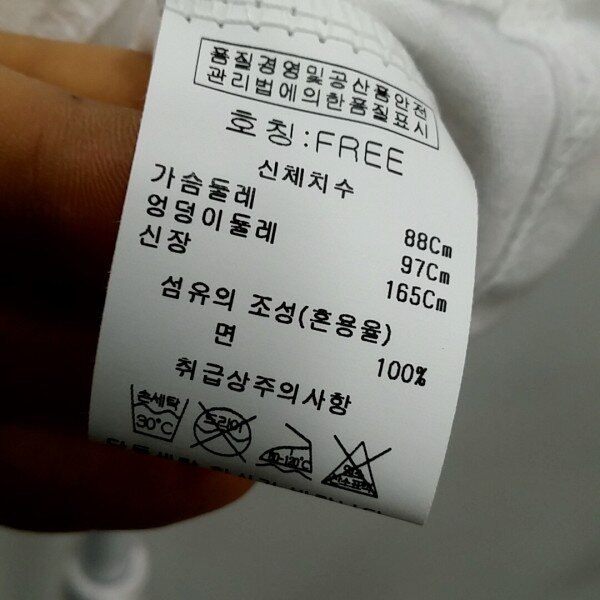 품질경영및공산품안전
관리법에의한품질표시
호칭:FREE
신체치수
가슴둘레 88Cm
엉덩이둘레 97Cm
신장 165Cm
섬유의 조성(혼용율)
면 100%
취급상주의사항
손세탁 드라이
30°C